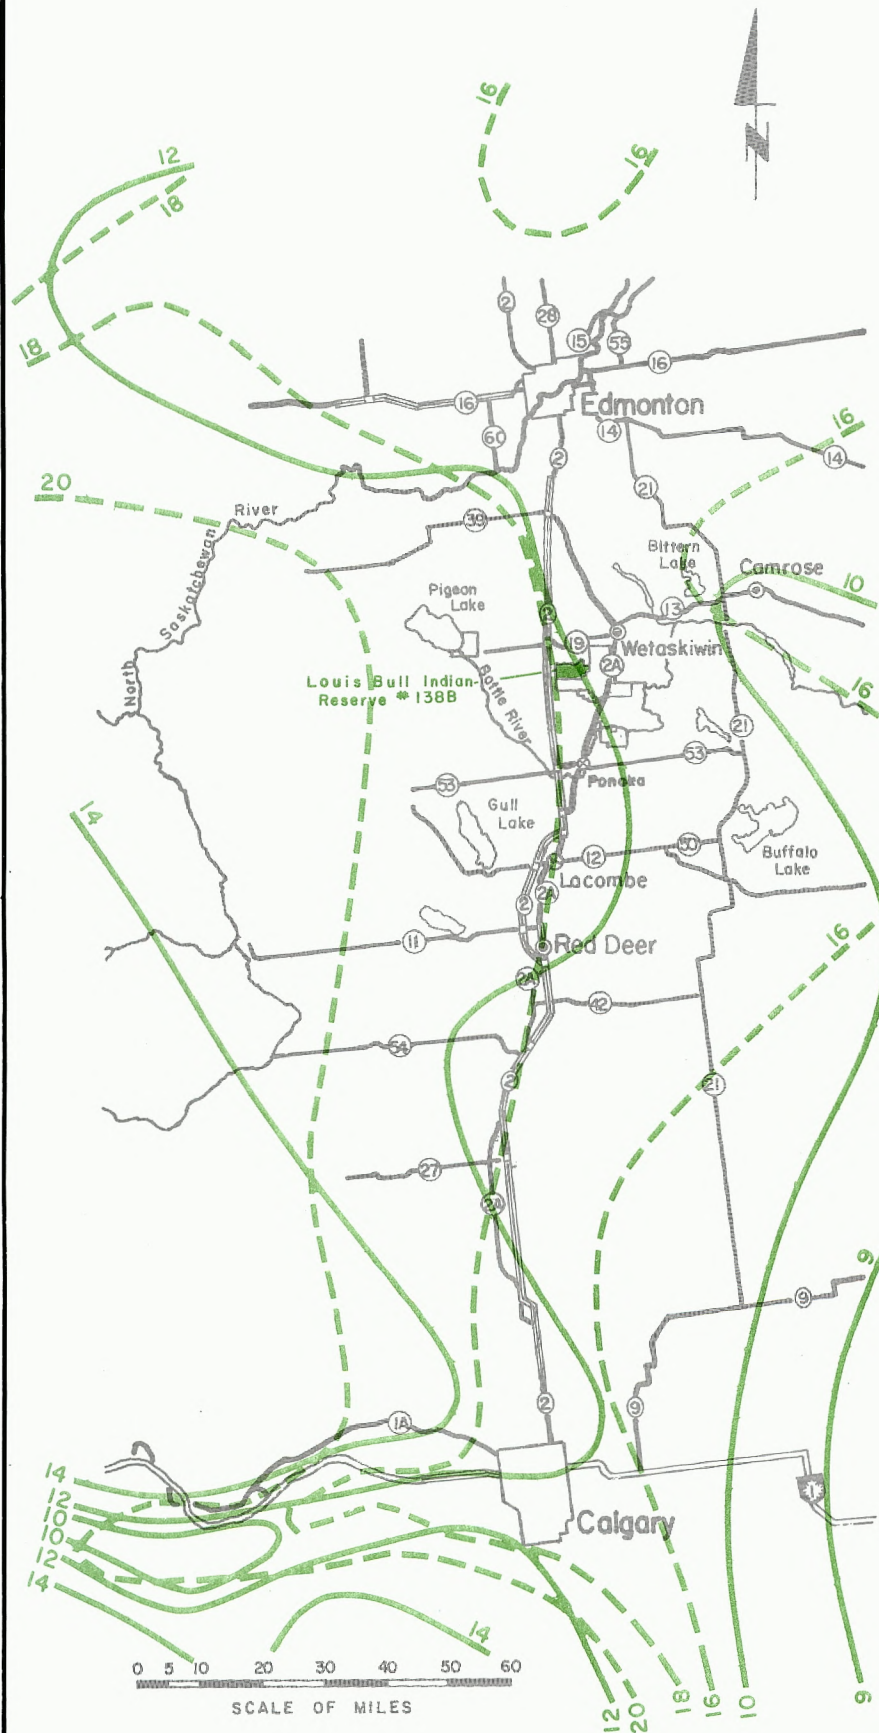 16
16
12
18
18
2
28
15
55
16
16
Edmonton
14
60
2
16
14
21
20
River
39
Saskatchewan
North
Bittern
Lake
Camrose
10
Pigeon
Lake
2
13
19
Wetaskiwin
2A
Louis Bull Indian
Reserve # 138B
Battle River
16
21
53
53
Ponoka
14
Gull
Lake
12
50
Buffalo
Lake
Lacombe
2A
2
16
11
Red Deer
2A
42
54
2
21
27
2A
9
9
2
9
1A
14
12
10
10
12
14
1
Calgary
14
0 5 10 20 30 40 50 60
SCALE OF MILES
12
20
18
16
10
9
N